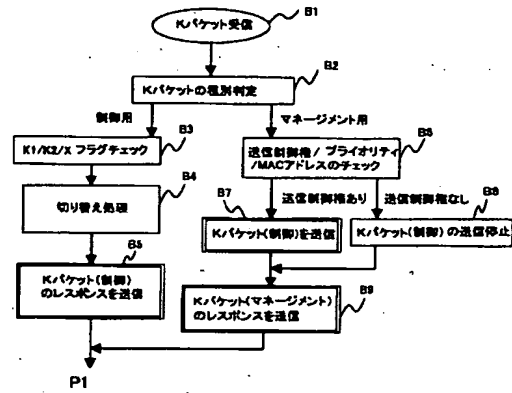 Kパケット受信
B1
Kパケットの種別判定
B2
制御用
マネージメント用
B3
K1/K2/X フラグチェック
B6
送信制御権/ プライオリティ
/MACアドレスのチェック
B4
切り替え処理
送信制御権あり
送信制御権なし
B7
Kパケット(制御)を送信
B8
Kパケット(制御) の送信停止
B5
Kパケット(制御)
のレスポンスを送信
Kパケット(マネージメント)
のレスポンスを送信
B9
P1